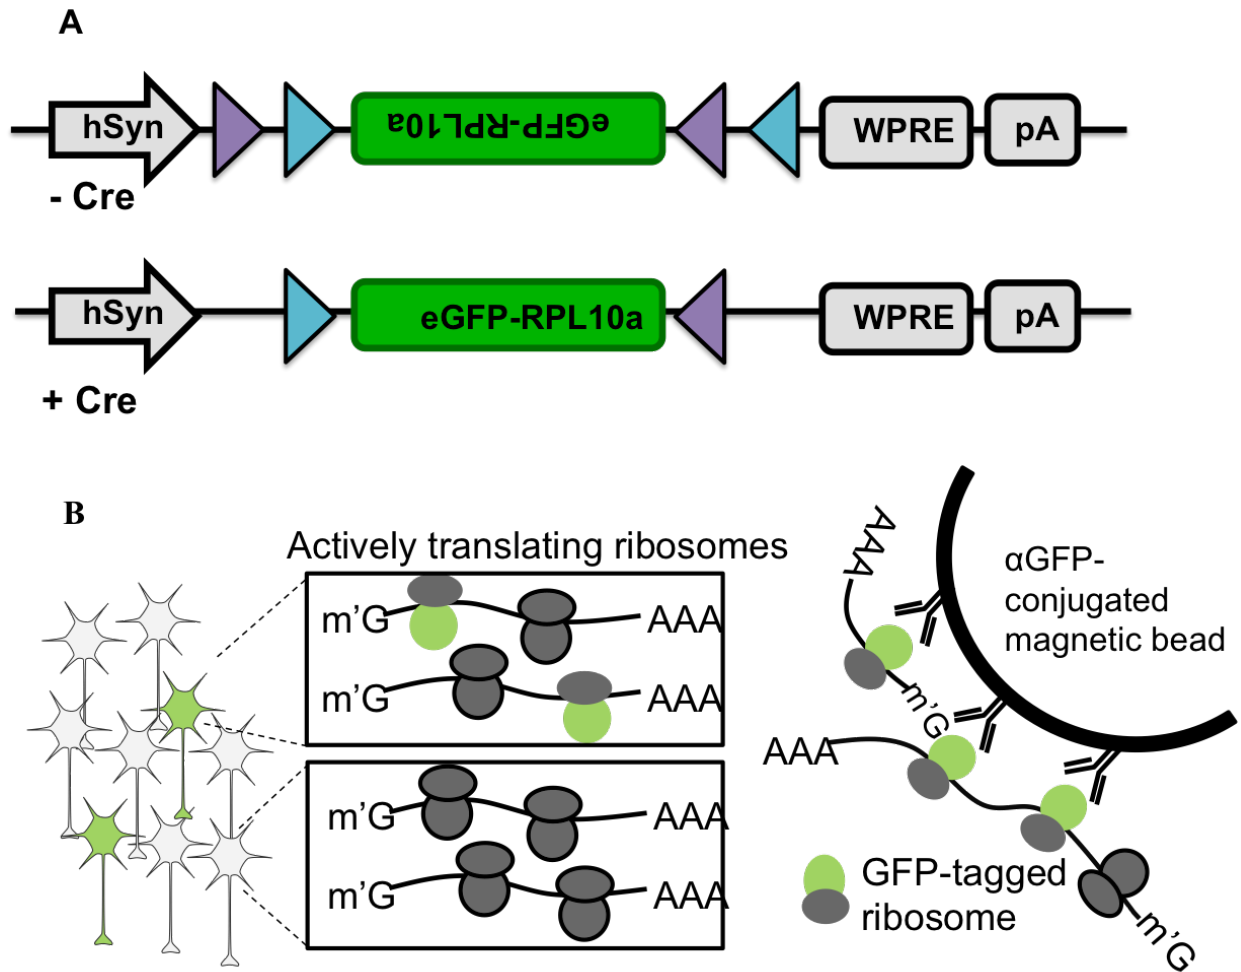 A
hSyn
eGFP-RPL10a
WPRE
pA
- Cre
hSyn
eGFP-RPL10a
WPRE
pA
+ Cre
B
Actively translating ribosomes
m’G
AAA
m’G
AAA
m’G
AAA
m’G
AAA
AAA
m’G
αGFP-
conjugated
magnetic bead
AAA
m’G
GFP-tagged
ribosome